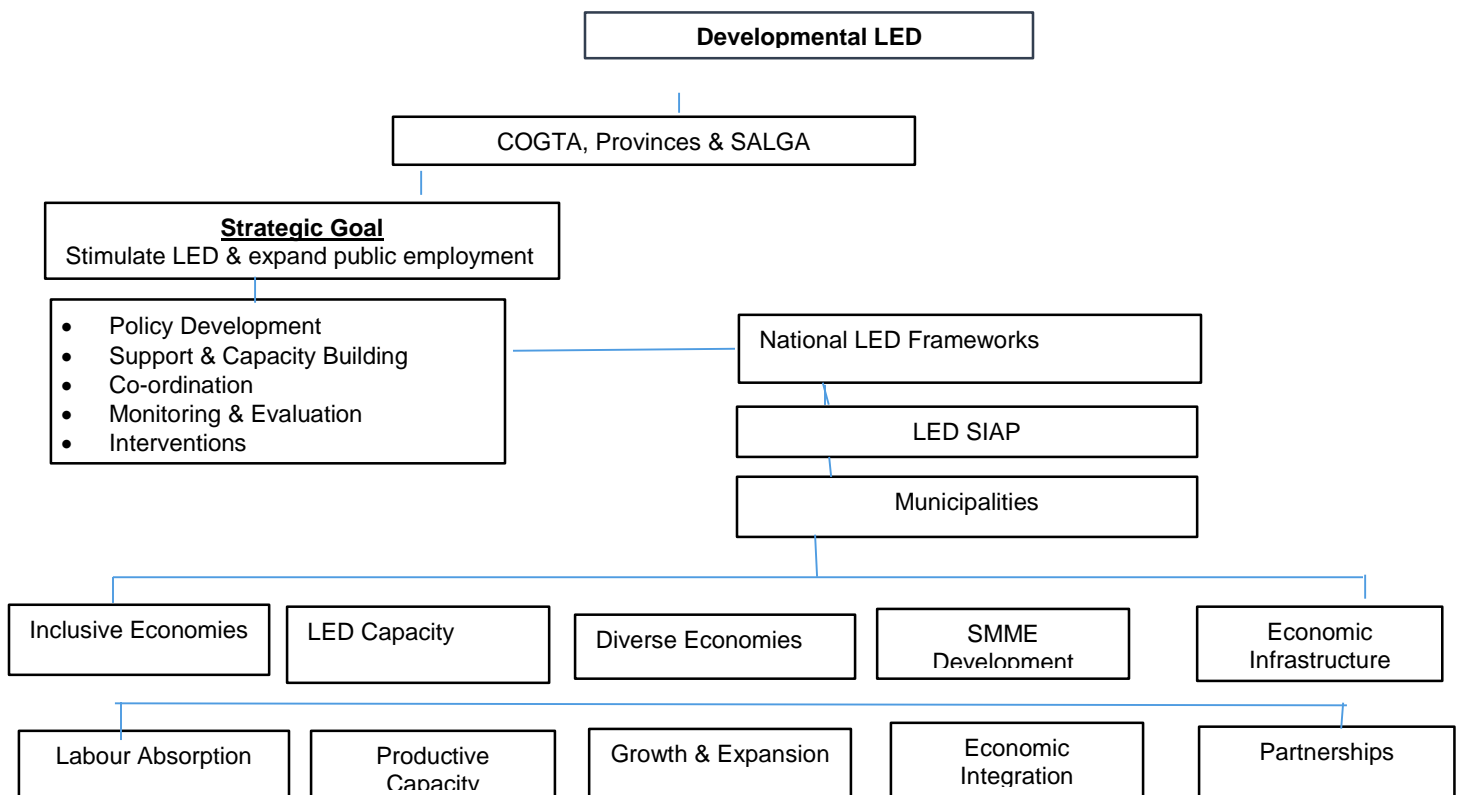 Developmental LED
COGTA, Provinces & SALGA
Strategic Goal
Stimulate LED & expand public employment
• Policy Development
• Support & Capacity Building
• Co-ordination
• Monitoring & Evaluation
• Interventions
National LED Frameworks
LED SIAP
Municipalities
Inclusive Economies
LED Capacity
Diverse Economies
SMME
Development
Economic
Infrastructure
Labour Absorption
Productive
Capacity
Growth & Expansion
Economic
Integration
Partnerships